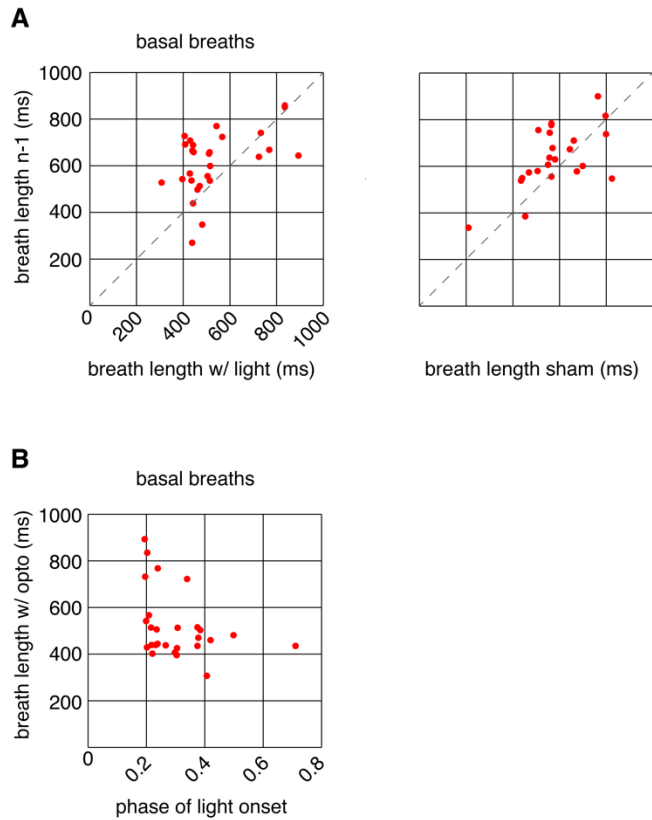 A
basal breaths
breath length n-1 (ms)
1000
800
600
400
200
0
200
400
600
800
1000
breath length w/ light (ms)
breath length sham (ms)
B
basal breaths
breath length w/ opto (ms)
1000
800
600
400
200
0
0.2
0.4
0.6
0.8
phase of light onset